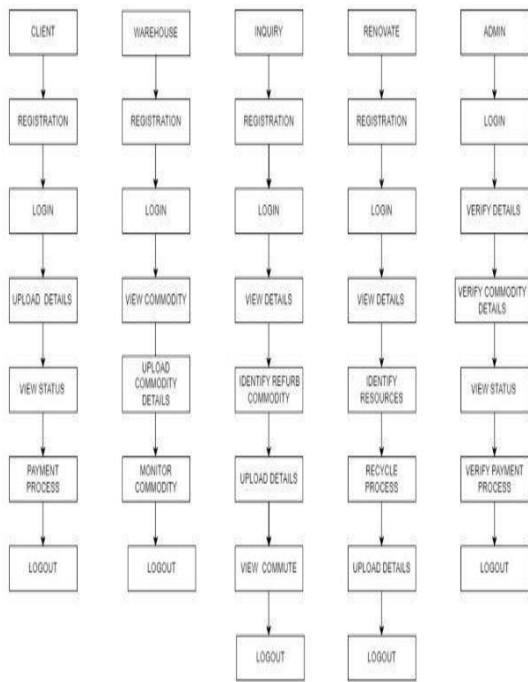 CLIENT
REGISTRATION
LOGIN
UPLOAD DETAILS
VIEW STATUS
PAYMENT
PROCESS
LOGOUT
WAREHOUSE
REGISTRATION
LOGIN
VIEW COMMODITY
UPLOAD
COMMODITY
DETAILS
MONITOR
COMMODITY
LOGOUT
INQUIRY
REGISTRATION
LOGIN
VIEW DETAILS
IDENTIFY REFURB
COMMODITY
UPLOAD DETAILS
VIEW COMMUTE
LOGOUT
RENOVATE
REGISTRATION
LOGIN
VIEW DETAILS
IDENTIFY
RESOURCES
RECYCLE
PROCESS
UPLOAD DETAILS
LOGOUT
ADMIN
LOGIN
VERIFY DETAILS
VERIFY COMMODITY
DETAILS
VIEW STATUS
VERIFY PAYMENT
PROCESS
LOGOUT